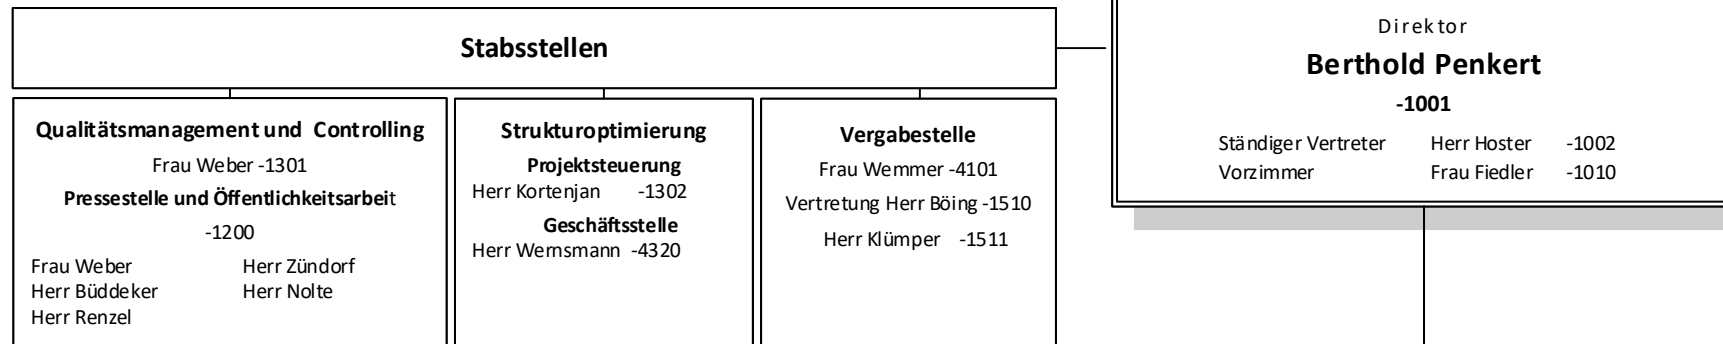 Stabsstellen
Qualitätsmanagement und Controlling
Frau Weber -1301
Pressestelle und Öffentlichkeitsarbeit
-1200
Frau Weber Herr Zündorf
Herr Büddeker Herr Nolte
Herr Renzel
Strukturoptimierung
Projektsteuerung
Herr Kortenjan -1302
Geschäftsstelle
Herr Wernsmann -4320
Vergabestelle
Frau Wemmer -4101
Vertretung Herr Böing -1510
Herr Klümper -1511
Direktor
Berthold Penkert
-1001
Ständiger Vertreter Herr Hoster -1002
Vorzimmer Frau Fiedler -1010